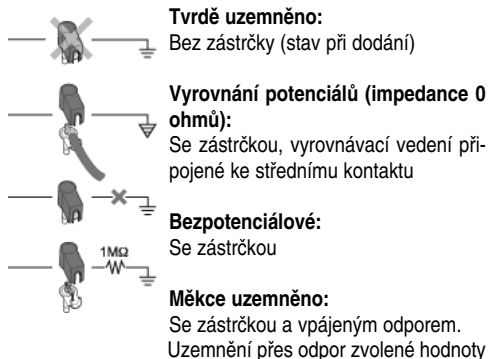 Tvrdě uzemněno:
Bez zástrčky (stav při dodání)
Vyrovnání potenciálů (impedance 0
ohmů):
Se zástrčkou, vyrovnávací vedení při-
pojené ke střednímu kontaktu
Bezpotenciálové:
Se zástrčkou
1MΩ
Měkce uzemněno:
Se zástrčkou a vpájeným odporem.
Uzemnění přes odpor zvolené hodnoty